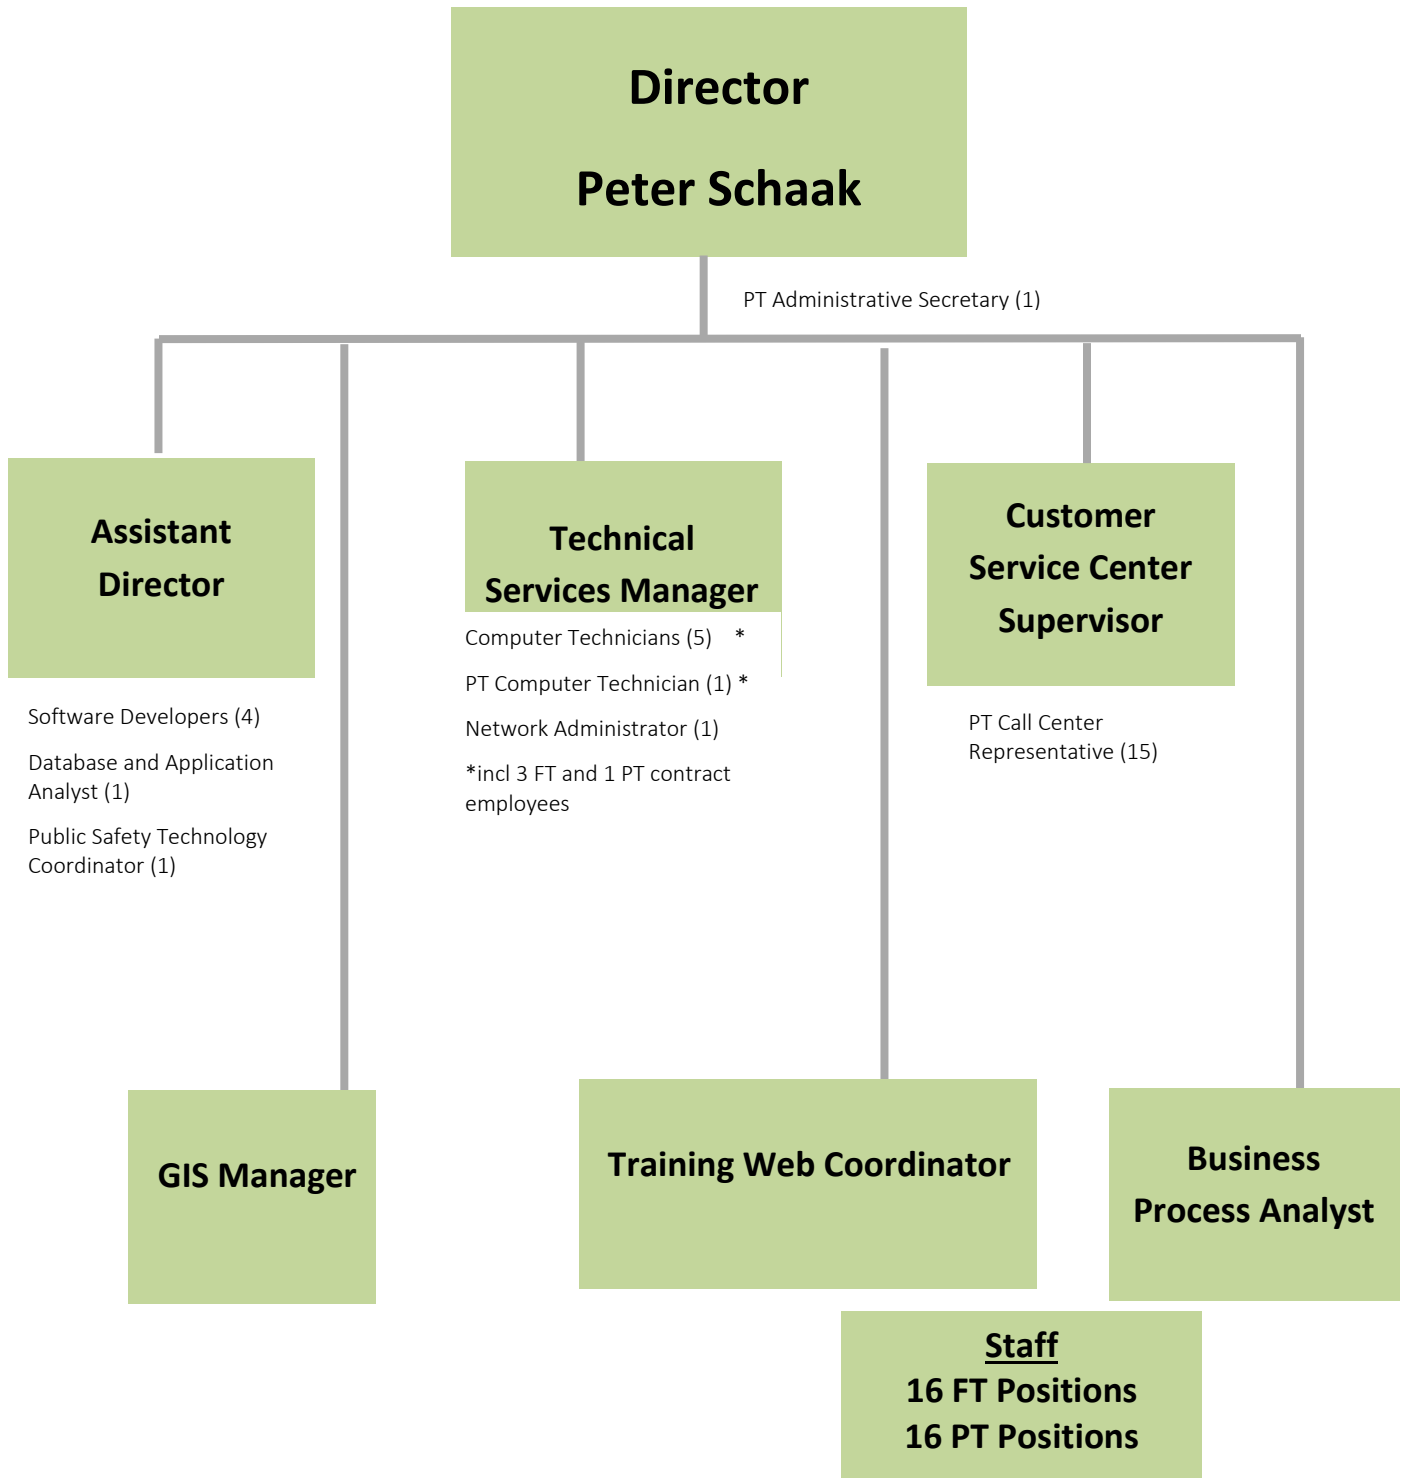 Director
Peter Schaak
PT Administrative Secretary (1)
Assistant
Director
Software Developers (4)
Database and Application
Analyst (1)
Public Safety Technology
Coordinator (1)
Technical
Services Manager
Computer Technicians (5) *
PT Computer Technician (1) *
Network Administrator (1)
*incl 3 FT and 1 PT contract
employees
Customer
Service Center
Supervisor
PT Call Center
Representative (15)
GIS Manager
Training Web Coordinator
Business
Process Analyst
Staff
16 FT Positions
16 PT Positions